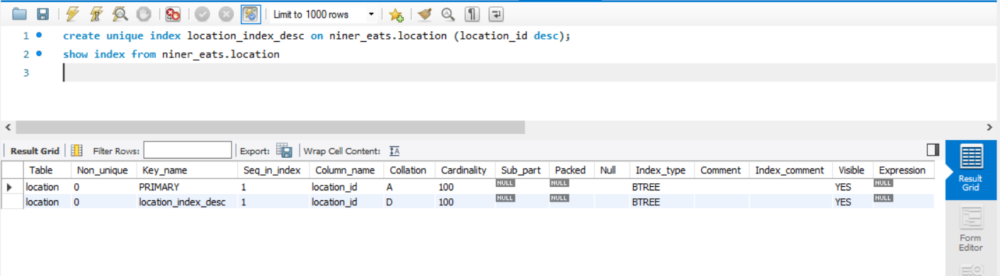 Limit to 1000 rows
1 create unique index location_index_desc on niner_eats.location (location_id desc);
2 show index from niner_eats.location
3
Result Grid Filter Rows: Export: Wrap Cell Content: IA
Table Non_unique Key_name Seq_in_index Column_name Collation Cardinality Sub_part Packed Null Index_type Comment Index_comment Visible Expression
location 0 PRIMARY 1 location_id A 100 NULL NULL BTREE YES NULL
location 0 location_index_desc 1 location_id D 100 NULL NULL BTREE YES NULL
Result
Grid
Form
Editor